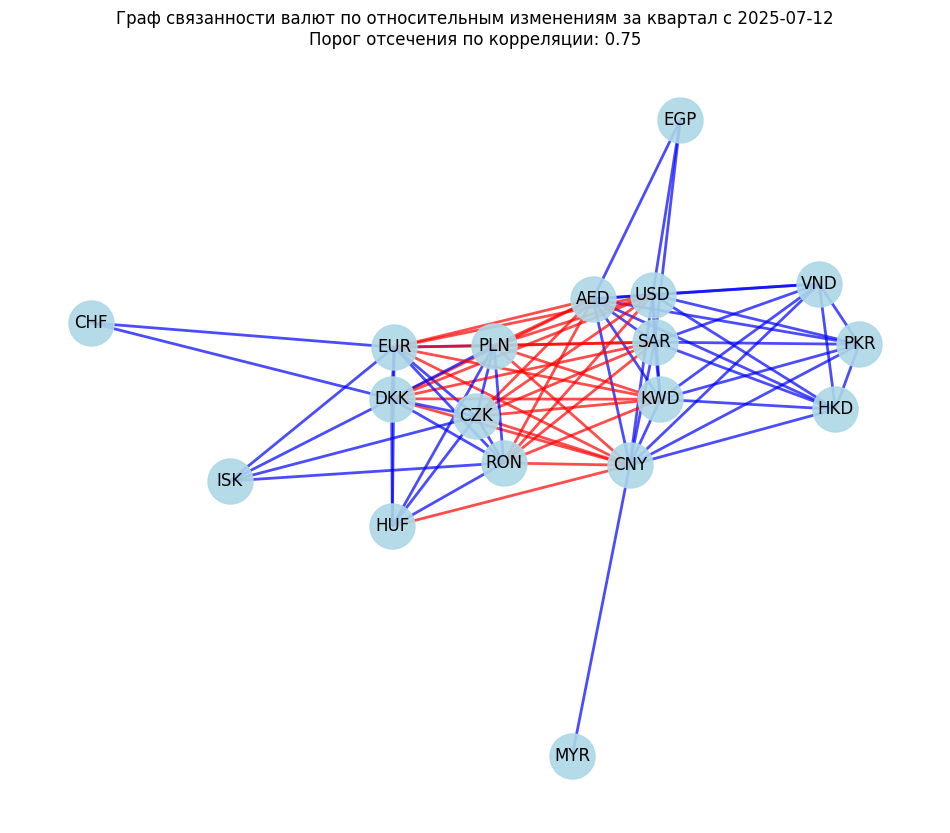 Граф связанности валют по относительным изменениям за квартал с 2025-07-12
Порог отсечения по корреляции: 0.75
EGP
VND
USD
AED
CHF
SAR
PKR
PLN
EUR
DKK
KWD
HKD
CZK
RON
CNY
ISK
HUF
MYR